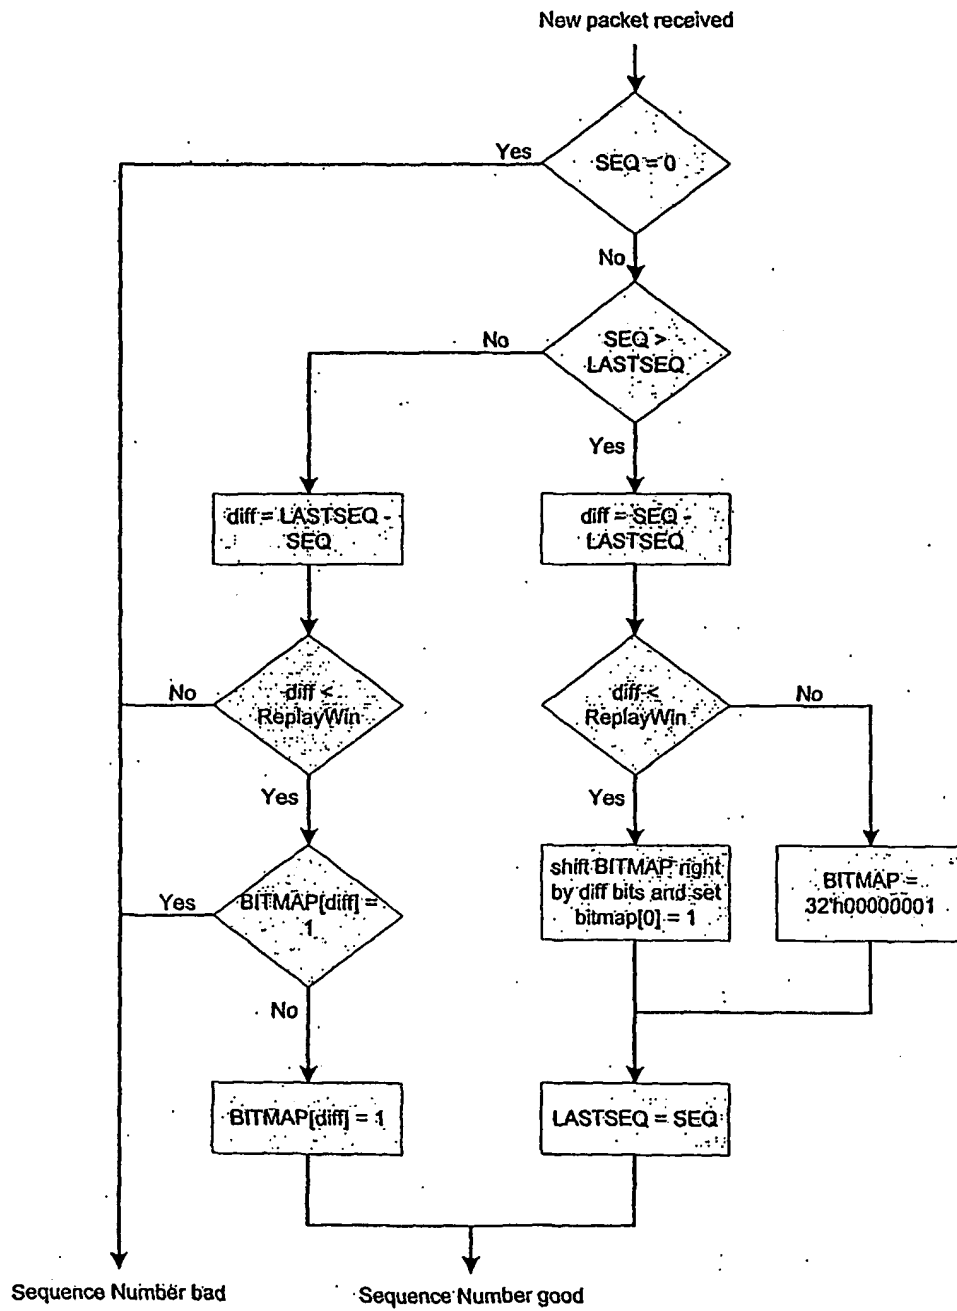 New packet received
Yes
SEQ = 0
No
No
SEQ >
LASTSEQ
Yes
diff = LASTSEQ -
SEQ
diff = SEQ -
LASTSEQ
No
diff <
ReplayWin
diff <
ReplayWin
No
Yes
Yes
Yes
BITMAP[diff] =
1
shift BITMAP right
by diff bits and set
bitmap[0] = 1
BITMAP =
32'h00000001
No
BITMAP[diff] = 1
LASTSEQ = SEQ
Sequence Number bad
Sequence Number good